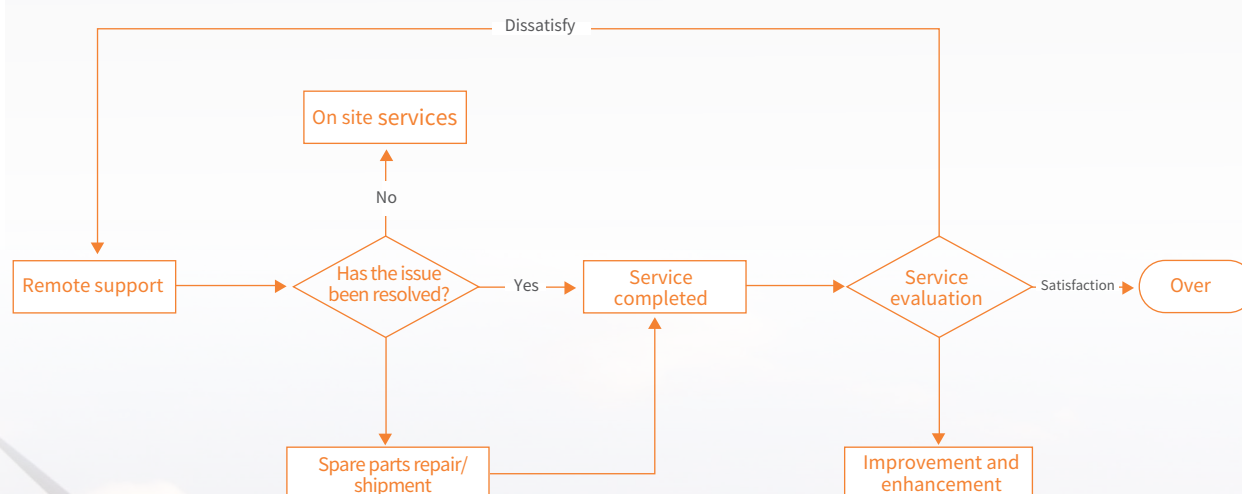 Dissatisfy
On site services
No
Remote support
Has the issue
been resolved?
Yes
Service
completed
Service
evaluation
Satisfaction
Over
Spare parts repair/
shipment
Improvement and
enhancement